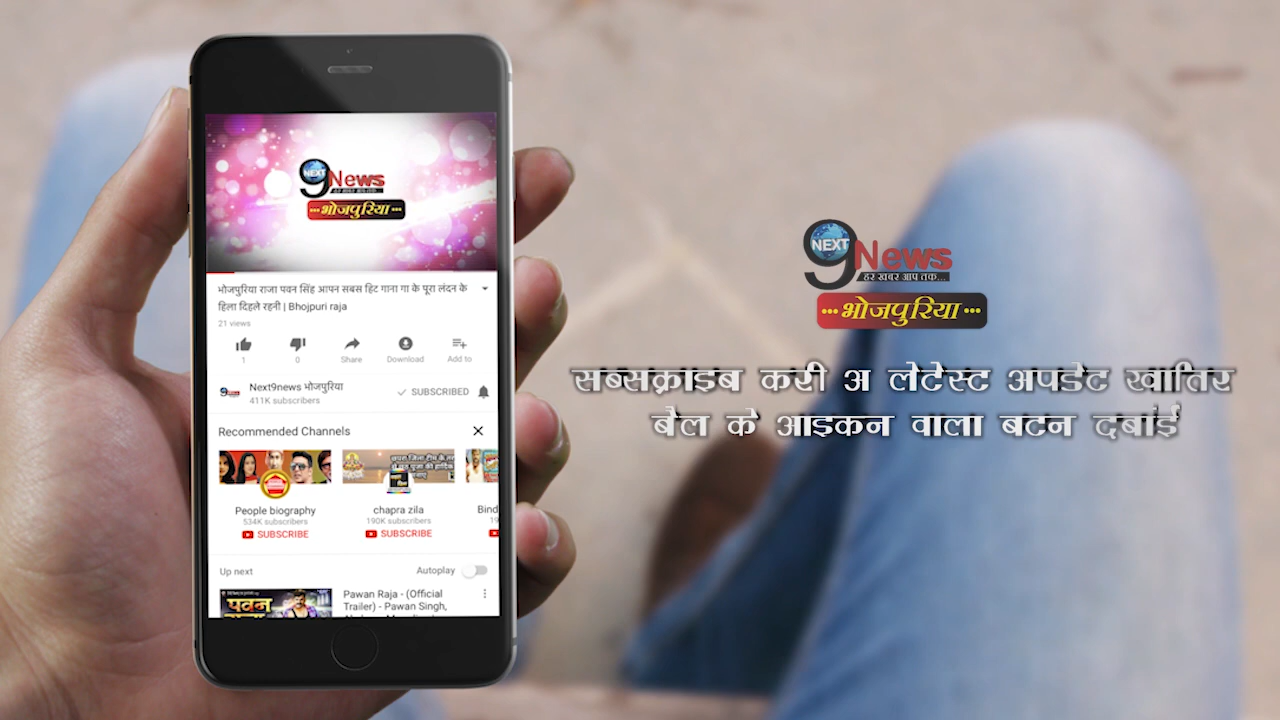 NEXT
9News
हर खबर आप तक...
•••भोजपुरिया•••
भोजपुरिया राजा पवन सिंह आपन सबस हिट गाना गा के पूरा लंदन के
हिला दिहले रहनी | Bhojpuri raja
21 views
1
0
Share
Download
Add to
Next9news भोजपुरिया
SUBSCRIBED
411K subscribers
Recommended Channels
People biography
534K subscribers
SUBSCRIBE
chapra zila
190K subscribers
SUBSCRIBE
Bind
19
Up next
Autoplay
पवन
Pawan Raja - (Official
Trailer) - Pawan Singh,
NEXT
9News
हर खबर आप तक...
•••भोजपुरिया•••
सब्सक्राइब करी अ लेटेस्ट अपडेट खातिर
बैल के आइकन वाला बटन दबाई